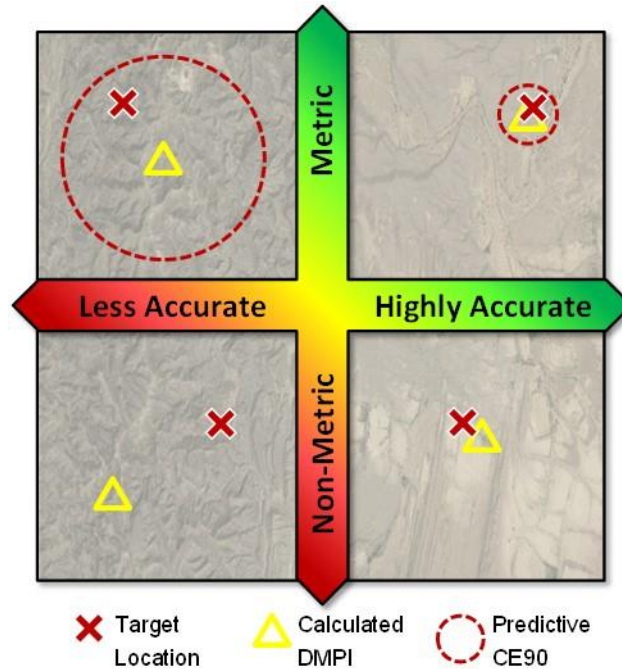 Metric
Less Accurate
Highly Accurate
Non-Metric
Target
Location
Calculated
DMPI
Predictive
CE90